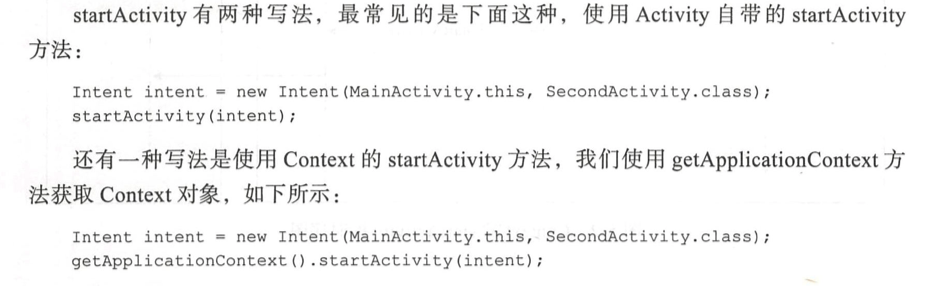 startActivity 有两种写法，最常见的是下面这种，使用 Activity 自带的 startActivity
方法：
Intent intent = new Intent(MainActivity.this, SecondActivity.class);
startActivity(intent);
还有一种写法是使用 Context 的 startActivity 方法，我们使用 getApplicationContext 方
法获取 Context 对象，如下所示：
Intent intent = new Intent(MainActivity.this, SecondActivity.class);
getApplicationContext().startActivity(intent);